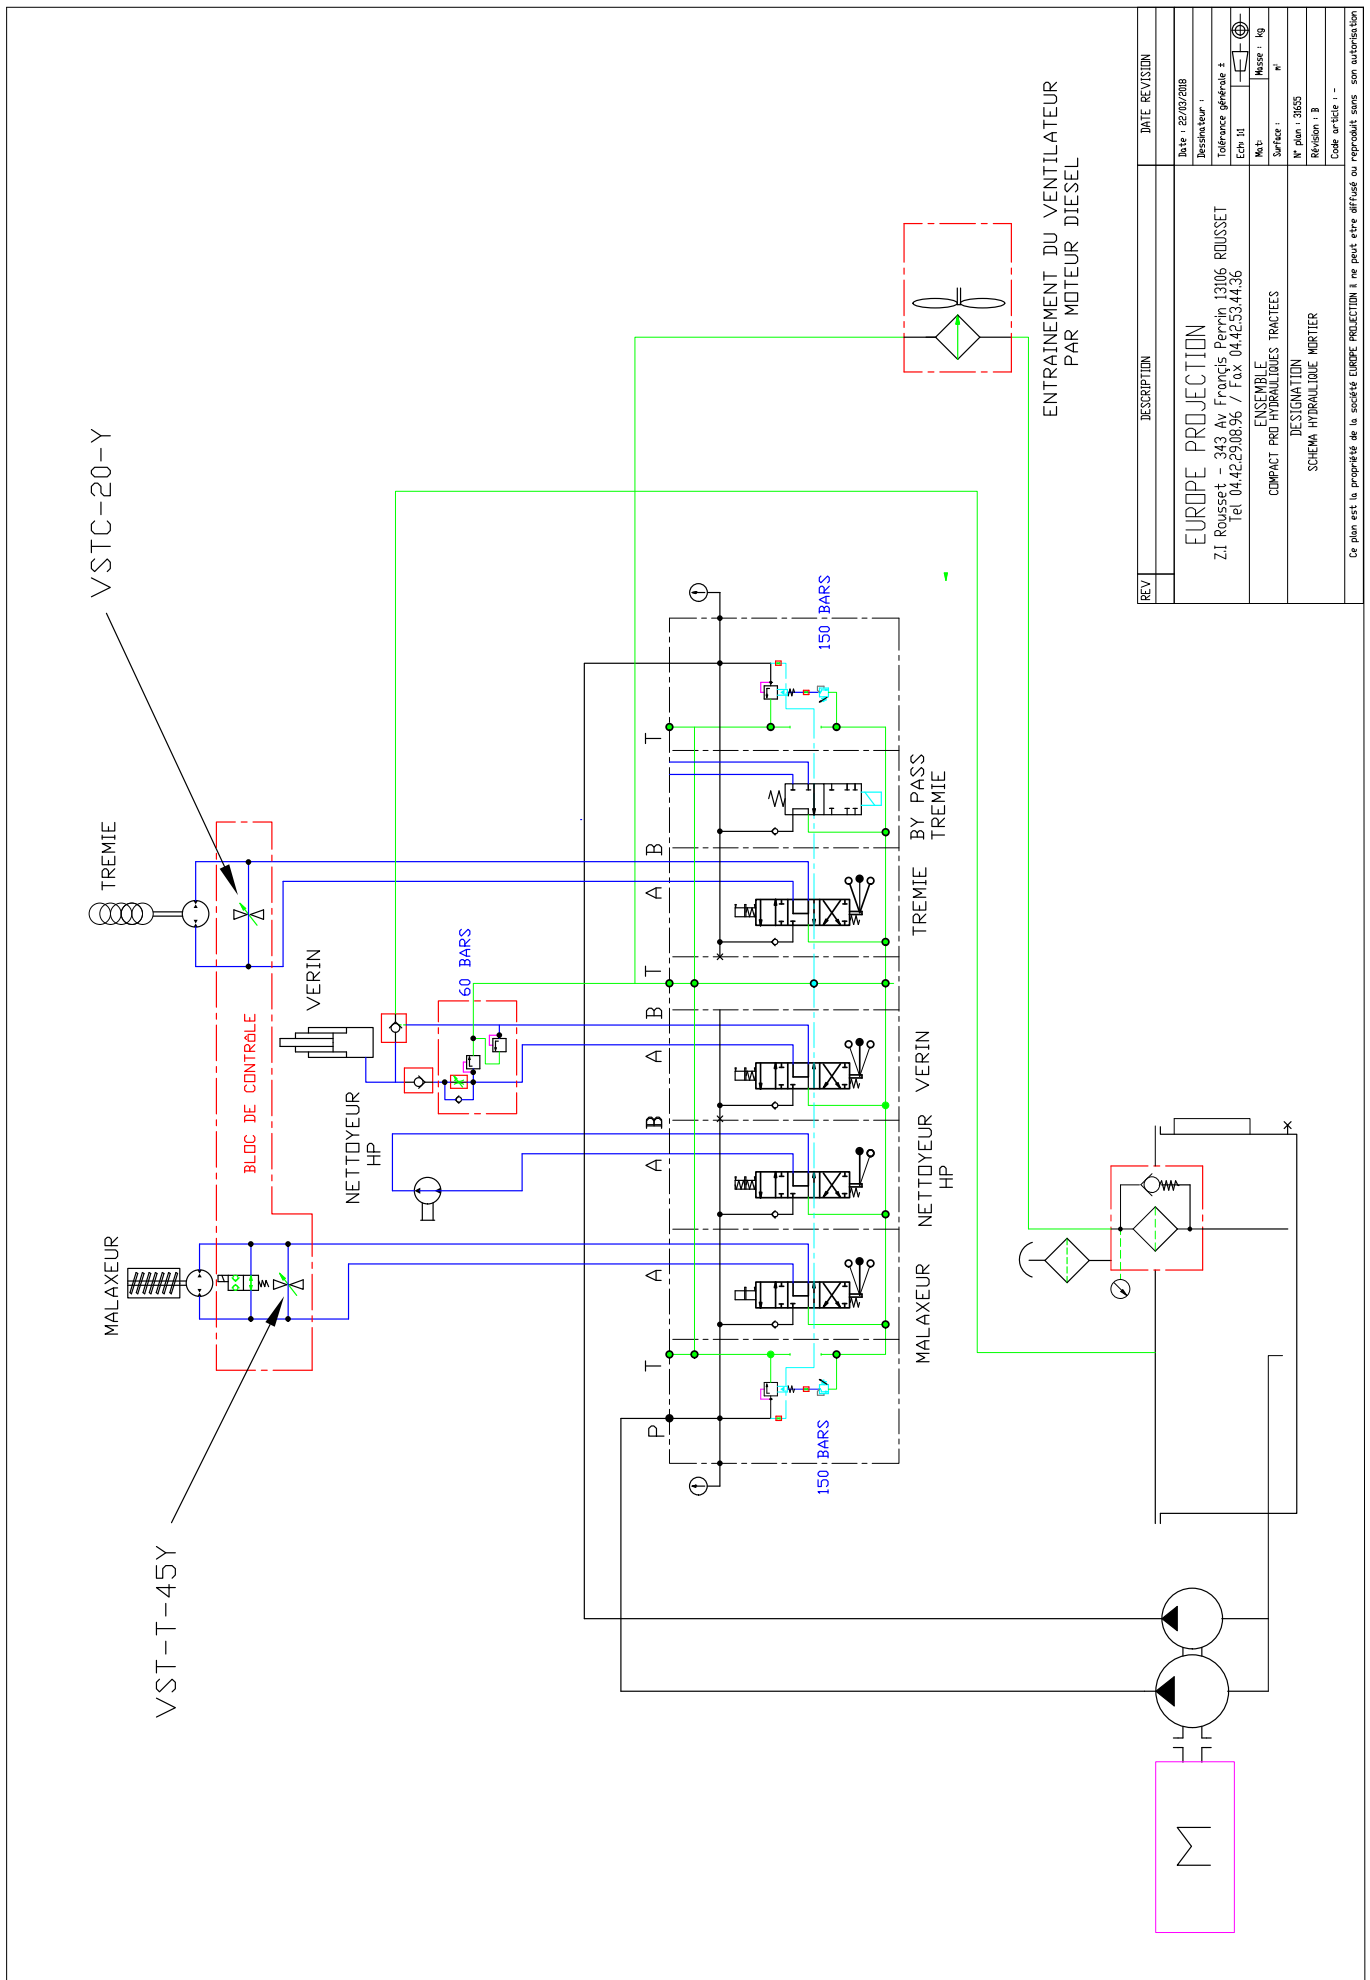 VSTC-20-Y
TREMIE
BLOC DE CONTROLE
VERIN
60 BARS
NETTOYEUR
HP
MALAXEUR
VST-T-45Y
ENTRAINEMENT DU VENTILATEUR
PAR MOTEUR DIESEL
150 BARS
P
T
A
A
B
A
B
T
A
B
T
150 BARS
MALAXEUR
NETTOYEUR
HP
VERIN
TREMIE
BY PASS
TREMIE
M
REV
DESCRIPTION
DATE REVISION
EUROPE PROJECTION
Z.I Rousset - 343 Av Françis Perrin 13106 ROUSSET
Tel 04.42.29.08.96 / Fax 04.42.53.44.36
ENSEMBLE
COMPACT PRO HYDRAULIQUES TRACTEES
DESIGNATION
SCHEMA HYDRAULIQUE MORTIER
Date : 22/03/2018
Dessinateur :
Tolérance générale ±
Ech: 1:1
Mat:
Masse : kg
Surface : m²
N° plan : 31655
Révision : B
Code article : -
Ce plan est la propriété de la société EUROPE PROJECTION il ne peut etre diffusé ou reproduit sans son autorisation